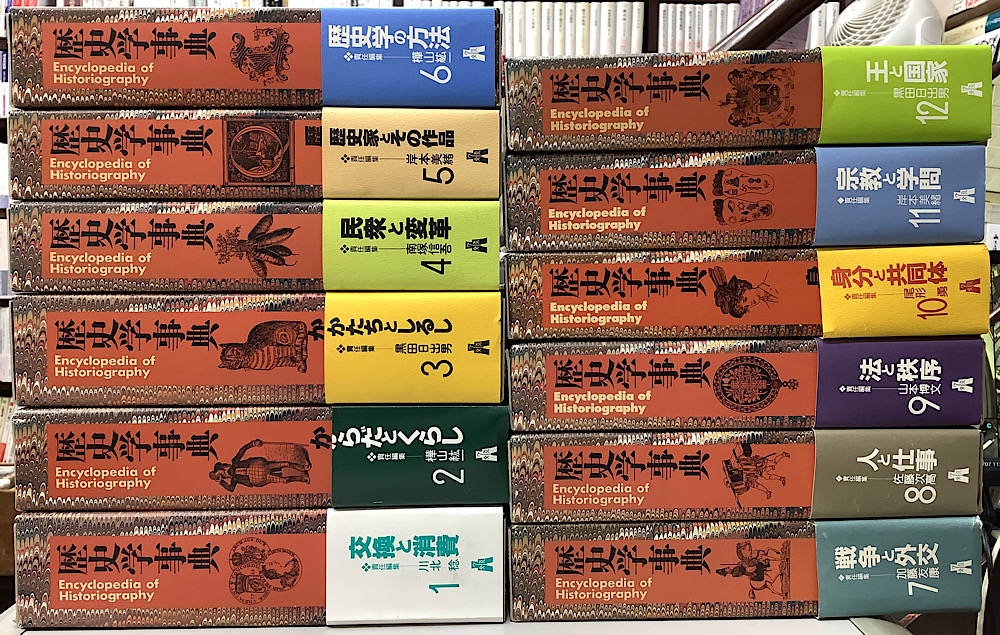 歴史学事典
Encyclopedia of
Historiography
歴史学の方法
責任編集
樺山紘一
6
歴史学事典
Encyclopedia of
Historiography
歴
歴史家とその作品
責任編集
岸本美緒
5
歴史学事典
Encyclopedia of
Historiography
民衆と変革
責任編集
南塚信吾
4
歴史学事典
Encyclopedia of
Historiography
か
かたちとしるし
責任編集
黒田日出男
3
歴史学事典
Encyclopedia of
Historiography
からだとくらし
責任編集
樺山紘一
2
歴史学事典
Encyclopedia of
Historiography
交換と消費
責任編集
川北 稔
1
歴史学事典
Encyclopedia of
Historiography
王と国家
責任編集
黒田日出男
12
歴史学事典
Encyclopedia of
Historiography
宗教と学問
責任編集
岸本美緒
11
歴史学事典
Encyclopedia of
Historiography
身
身分と共同体
責任編集
尾形 勇
10
歴史学事典
Encyclopedia of
Historiography
法と秩序
責任編集
山本博文
9
歴史学事典
Encyclopedia of
Historiography
人と仕事
責任編集
佐藤次高
8
歴史学事典
Encyclopedia of
Historiography
戦争と外交
責任編集
加藤友康
7